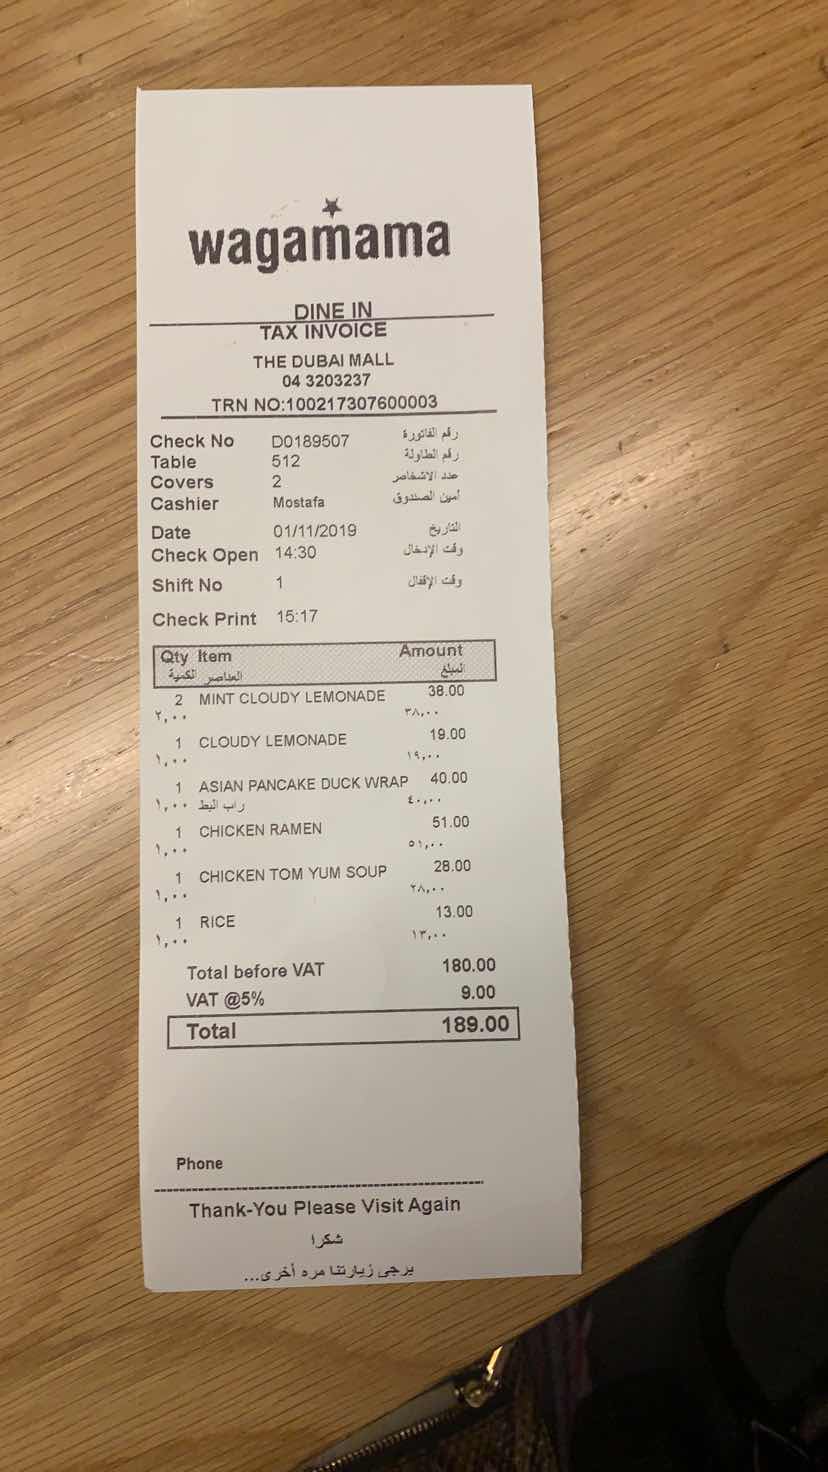 wagamama
DINE IN
TAX INVOICE
THE DUBAI MALL
04 3203237
TRN NO:100217307600003
Check No D0189507 رقم الفاتورة
Table 512 رقم الطاولة
Covers 2 عدد الاشخاصر
Cashier Mostafa أمين الصندوق
Date 01/11/2019 التاريخ
Check Open 14:30 وقت الإدخال
Shift No 1 وقت الإقفال
Check Print 15:17
Qty Item Amount
الكمية العناصر المبلغ
2 MINT CLOUDY LEMONADE 38.00
٢,٠٠ ٣٨,٠٠
1 CLOUDY LEMONADE 19.00
١,٠٠ ١٩,٠٠
1 ASIAN PANCAKE DUCK WRAP 40.00
١,٠٠ راب البط ٤٠,٠٠
1 CHICKEN RAMEN 51.00
١,٠٠ ٥١,٠٠
1 CHICKEN TOM YUM SOUP 28.00
١,٠٠ ٢٨,٠٠
1 RICE 13.00
١,٠٠ ١٣,٠٠
Total before VAT 180.00
VAT @5% 9.00
Total 189.00
Phone
Thank-You Please Visit Again
شكرا
يرجى زيارتنا مره أخرى...